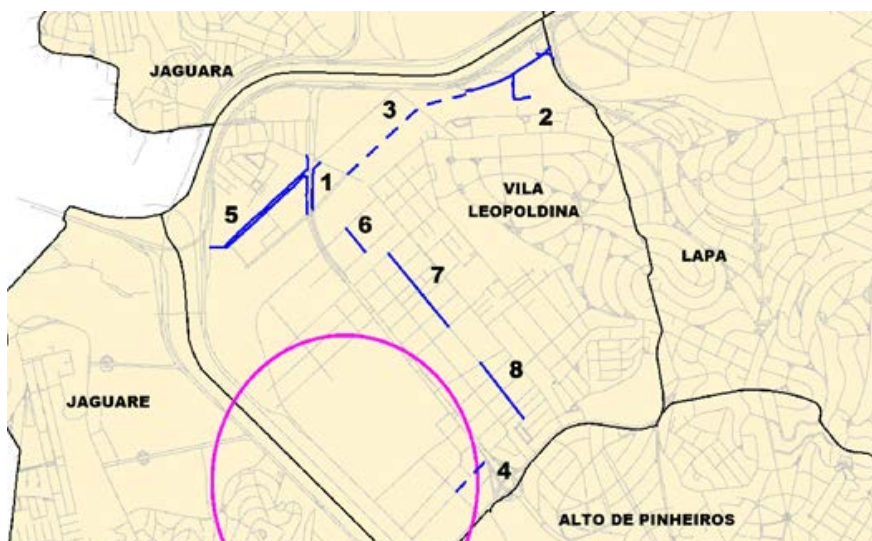 JAGUARA
3
2
1
VILA
LEOPOLDINA
5
6
LAPA
7
8
JAGUARE
4
ALTO DE PINHEIROS